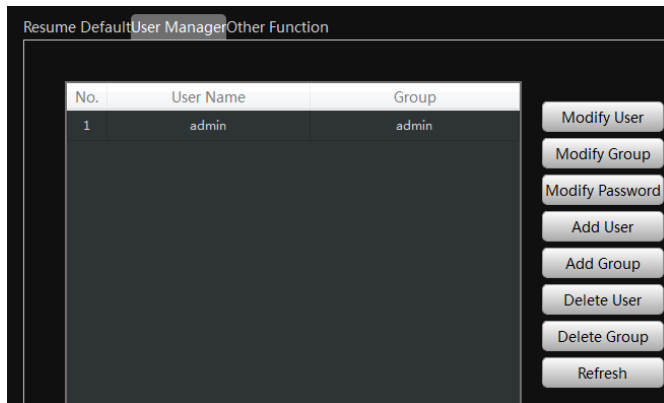 Resume Default User Manager Other Function
No. User Name Group
1 admin admin
Modify User
Modify Group
Modify Password
Add User
Add Group
Delete User
Delete Group
Refresh